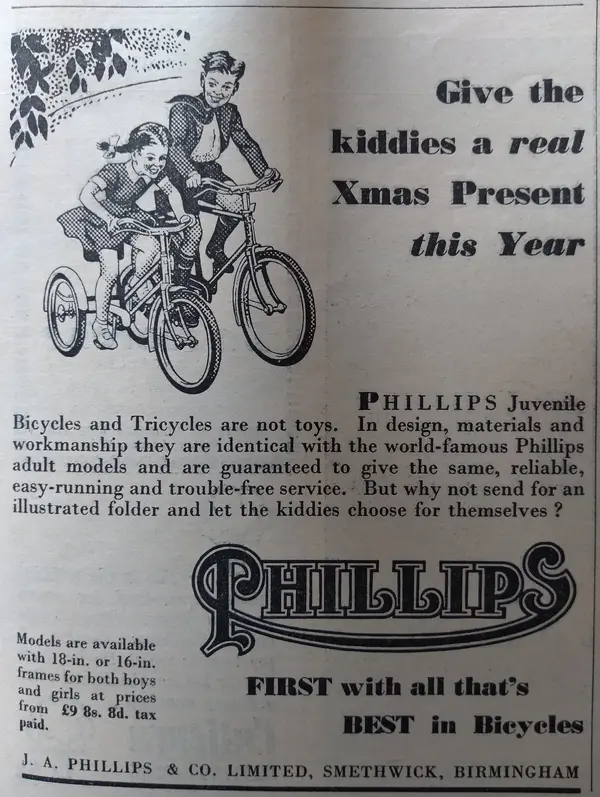 Give the
kiddies a real
Xmas Present
this Year
PHILLIPS Juvenile
Bicycles and Tricycles are not toys. In design, materials and
workmanship they are identical with the world-famous Phillips
adult models and are guaranteed to give the same, reliable,
easy-running and trouble-free service. But why not send for an
illustrated folder and let the kiddies choose for themselves ?
PHILLIPS
Models are available
with 18-in. or 16-in.
frames for both boys
and girls at prices
from £9 8s. 8d. tax
paid.
FIRST with all that's
BEST in Bicycles
J. A. PHILLIPS & CO. LIMITED, SMETHWICK, BIRMINGHAM